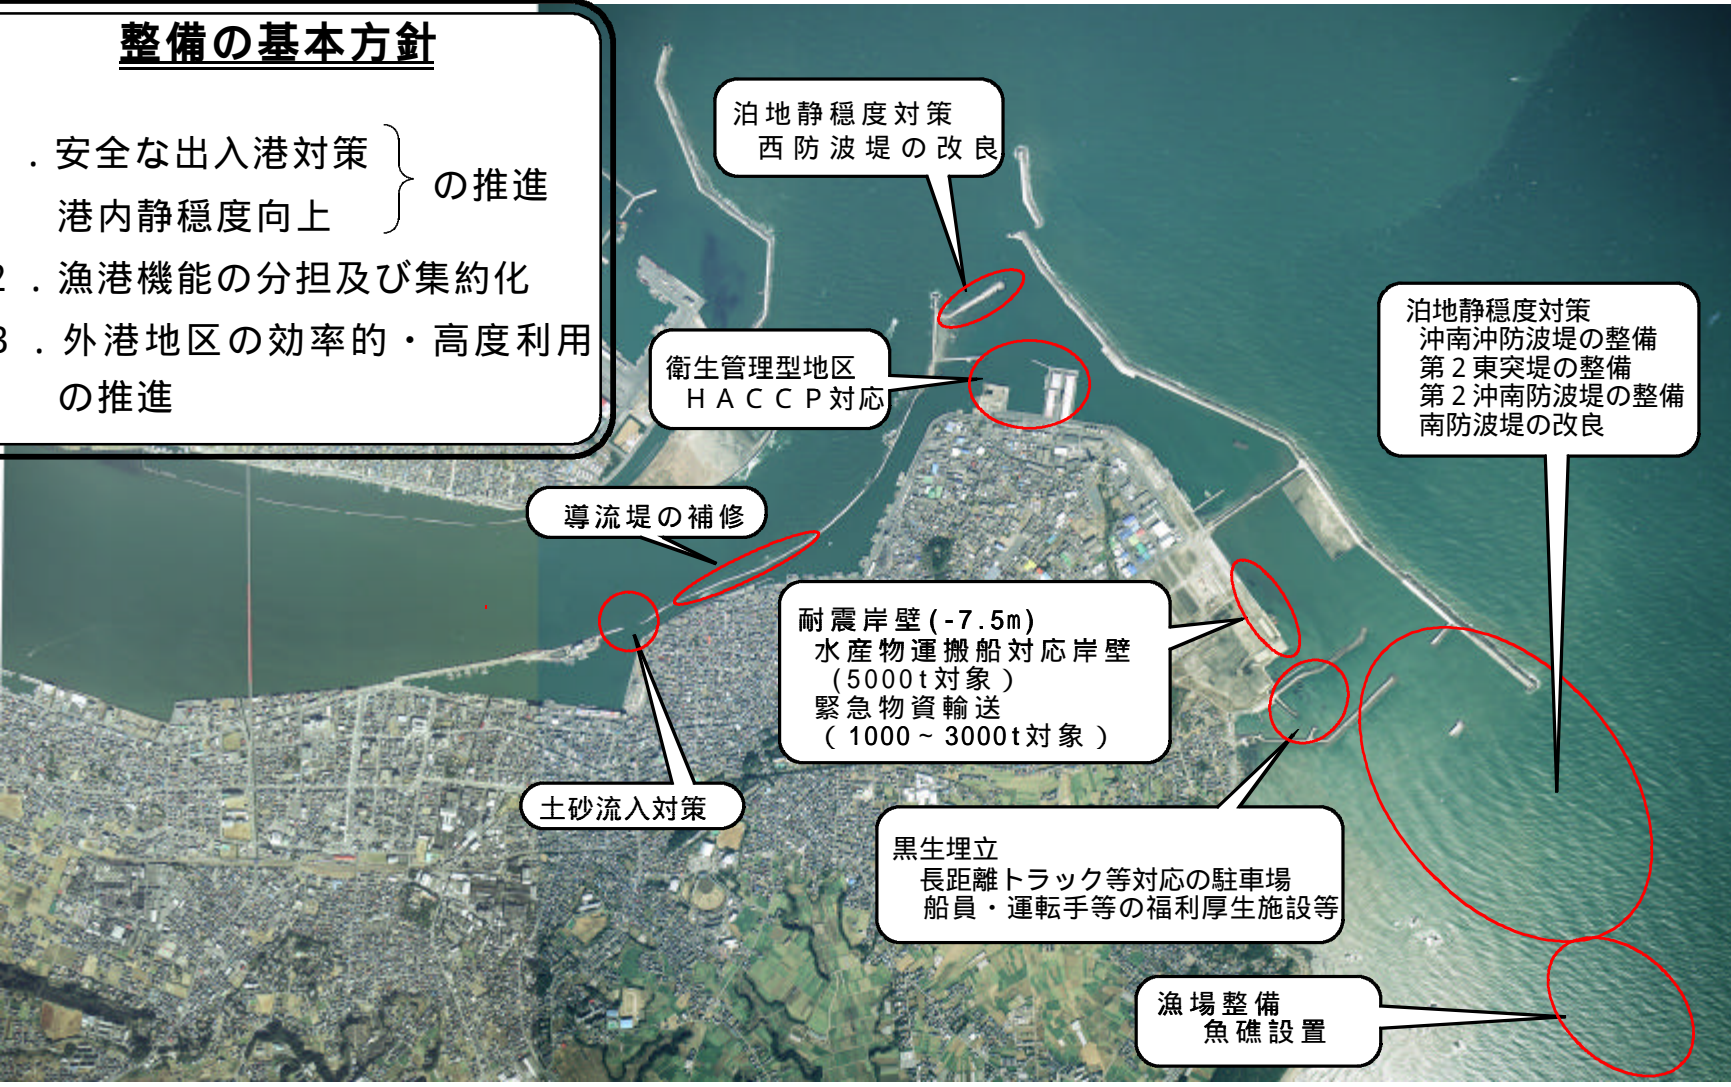 整備の基本方針
．安全な出入港対策
港内静穏度向上
の推進
２．漁港機能の分担及び集約化
３．外港地区の効率的・高度利用
の推進
泊地静穏度対策
西防波堤の改良
衛生管理型地区
ＨＡＣＣＰ対応
泊地静穏度対策
沖南沖防波堤の整備
第２東突堤の整備
第２沖南防波堤の整備
南防波堤の改良
導流堤の補修
耐震岸壁(-7.5m)
水産物運搬船対応岸壁
(5000t対象)
緊急物資輸送
(1000~3000t対象)
土砂流入対策
黒生埋立
長距離トラック等対応の駐車場
船員・運転手等の福利厚生施設等
漁場整備
魚礁設置